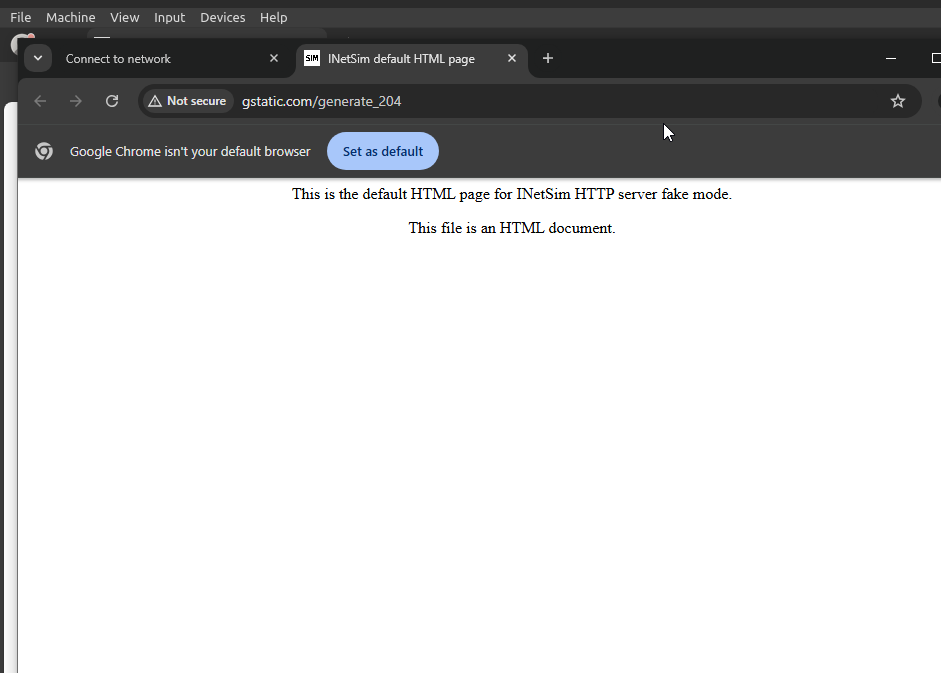 File Machine View Input Devices Help
Connect to network
SIM INetSim default HTML page
Not secure gstatic.com/generate_204
Google Chrome isn't your default browser Set as default
This is the default HTML page for INetSim HTTP server fake mode.
This file is an HTML document.